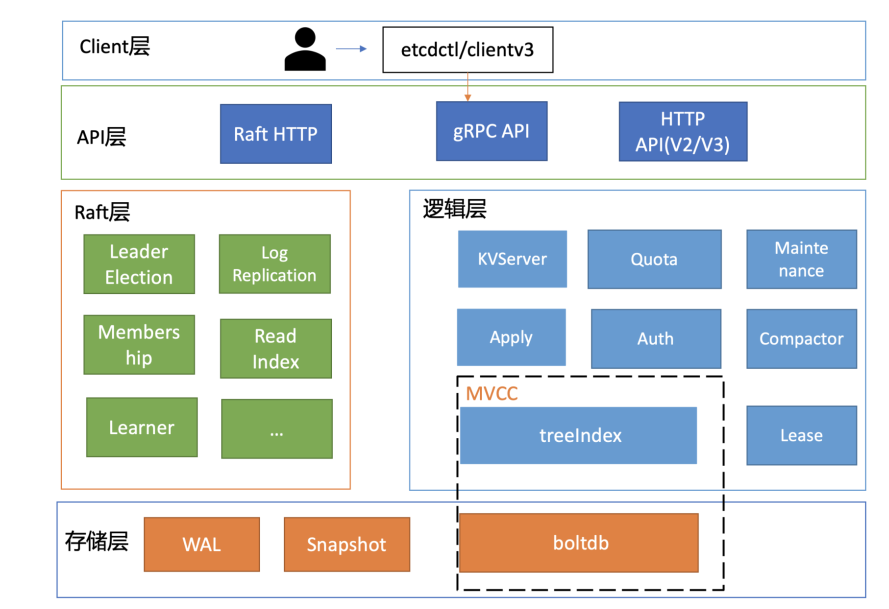 Client层
etcdctl/clientv3
API层
Raft HTTP
gRPC API
HTTP
API(V2/V3)
Raft层
Leader
Election
Log
Replication
Members
hip
Read
Index
Learner
...
逻辑层
KVServer
Quota
Mainte
nance
Apply
Auth
Compactor
MVCC
treeIndex
Lease
存储层
WAL
Snapshot
boltdb